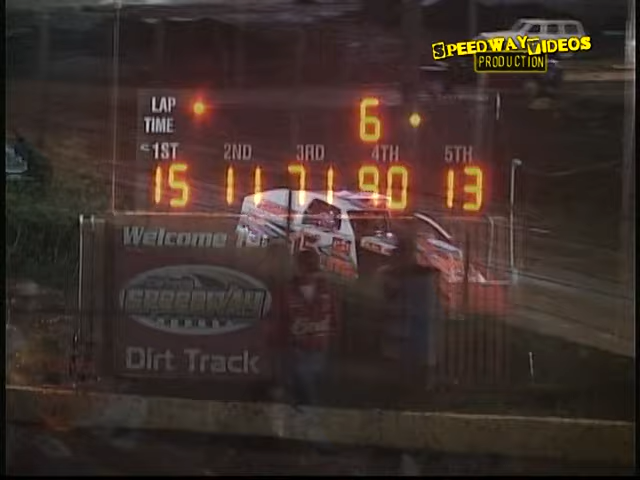 SPEEDWAYVIDEOS
PRODUCTION
LAP
TIME
6
<1ST 2ND 3RD 4TH 5TH
15 11 71 90 13
Welcome To
SPEEDWAY
Dirt Track